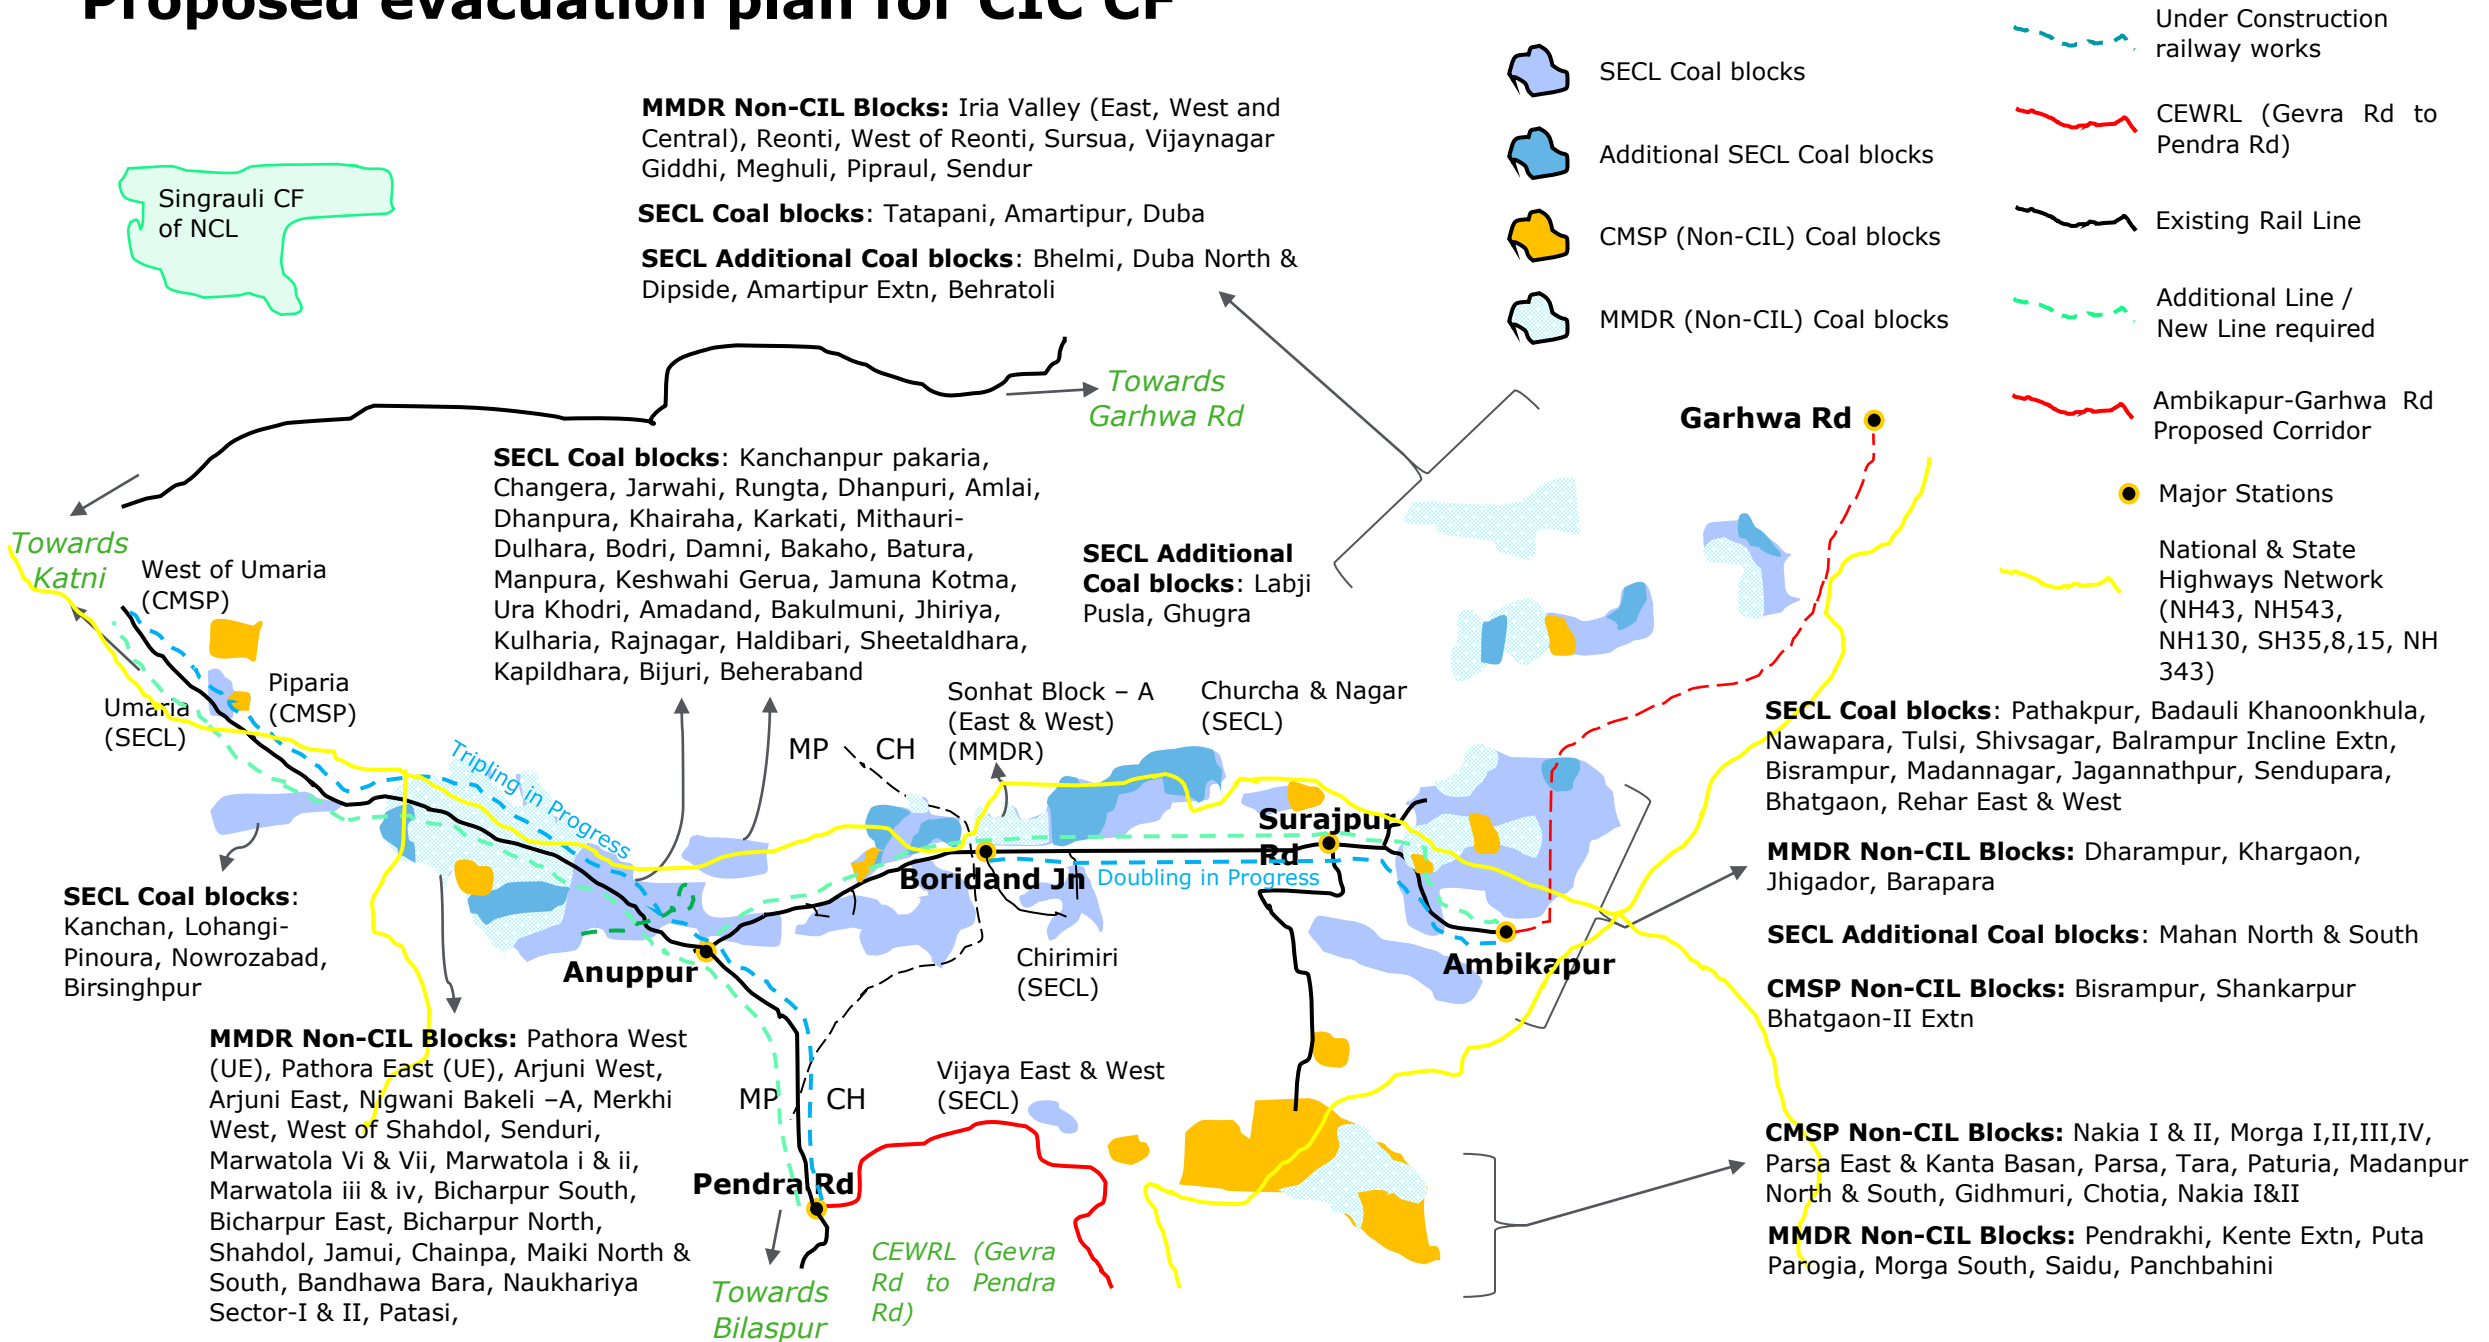 Proposed evacuation plan for CIC CF
Singrauli CF
of NCL
MMDR Non-CIL Blocks: Iria Valley (East, West and
Central), Reonti, West of Reonti, Sursua, Vijaynagar
Giddhi, Meghuli, Pipraul, Sendur
SECL Coal blocks: Tatapani, Amartipur, Duba
SECL Additional Coal blocks: Bhelmi, Duba North &
Dipside, Amartipur Extn, Behratoli
SECL Coal blocks
Additional SECL Coal blocks
CMSP (Non-CIL) Coal blocks
MMDR (Non-CIL) Coal blocks
Under Construction
railway works
CEWRL (Gevra Rd to
Pendra Rd)
Existing Rail Line
Additional Line /
New Line required
Ambikapur-Garhwa Rd
Proposed Corridor
Major Stations
National & State
Highways Network
(NH43, NH543,
NH130, SH35,8,15, NH
343)
Towards
Garhwa Rd
Garhwa Rd
Towards
Katni
West of Umaria
(CMSP)
Piparia
(CMSP)
Umaria
(SECL)
SECL Coal blocks: Kanchanpur pakaria,
Changera, Jarwahi, Rungta, Dhanpuri, Amlai,
Dhanpura, Khairaha, Karkati, Mithauri-
Dulhara, Bodri, Damni, Bakaho, Batura,
Manpura, Keshwahi Gerua, Jamuna Kotma,
Ura Khodri, Amadand, Bakulmuni, Jhiriya,
Kulharia, Rajnagar, Haldibari, Sheetaldhara,
Kapildhara, Bijuri, Beheraband
SECL Additional
Coal blocks: Labji
Pusla, Ghugra
Sonhat Block – A
(East & West)
(MMDR)
Churcha & Nagar
(SECL)
MP
CH
Tripling in Progress
Surajpur
Rd
Boridand Jn
Doubling in Progress
Anuppur
Chirimiri
(SECL)
Ambikapur
SECL Coal blocks:
Kanchan, Lohangi-
Pinoura, Nowrozabad,
Birsinghpur
MMDR Non-CIL Blocks: Pathora West
(UE), Pathora East (UE), Arjuni West,
Arjuni East, Nigwani Bakeli –A, Merkhi
West, West of Shahdol, Senduri,
Marwatola Vi & Vii, Marwatola i & ii,
Marwatola iii & iv, Bicharpur South,
Bicharpur East, Bicharpur North,
Shahdol, Jamui, Chainpa, Maiki North &
South, Bandhawa Bara, Naukhariya
Sector-I & II, Patasi,
MP
CH
Vijaya East & West
(SECL)
Pendra Rd
Towards
Bilaspur
CEWRL (Gevra
Rd to Pendra
Rd)
SECL Coal blocks: Pathakpur, Badauli Khanoonkhula,
Nawapara, Tulsi, Shivsagar, Balrampur Incline Extn,
Bisrampur, Madannagar, Jagannathpur, Sendupara,
Bhatgaon, Rehar East & West
MMDR Non-CIL Blocks: Dharampur, Khargaon,
Jhigador, Barapara
SECL Additional Coal blocks: Mahan North & South
CMSP Non-CIL Blocks: Bisrampur, Shankarpur
Bhatgaon-II Extn
CMSP Non-CIL Blocks: Nakia I & II, Morga I,II,III,IV,
Parsa East & Kanta Basan, Parsa, Tara, Paturia, Madanpur
North & South, Gidhmuri, Chotia, Nakia I&II
MMDR Non-CIL Blocks: Pendrakhi, Kente Extn, Puta
Parogia, Morga South, Saidu, Panchbahini